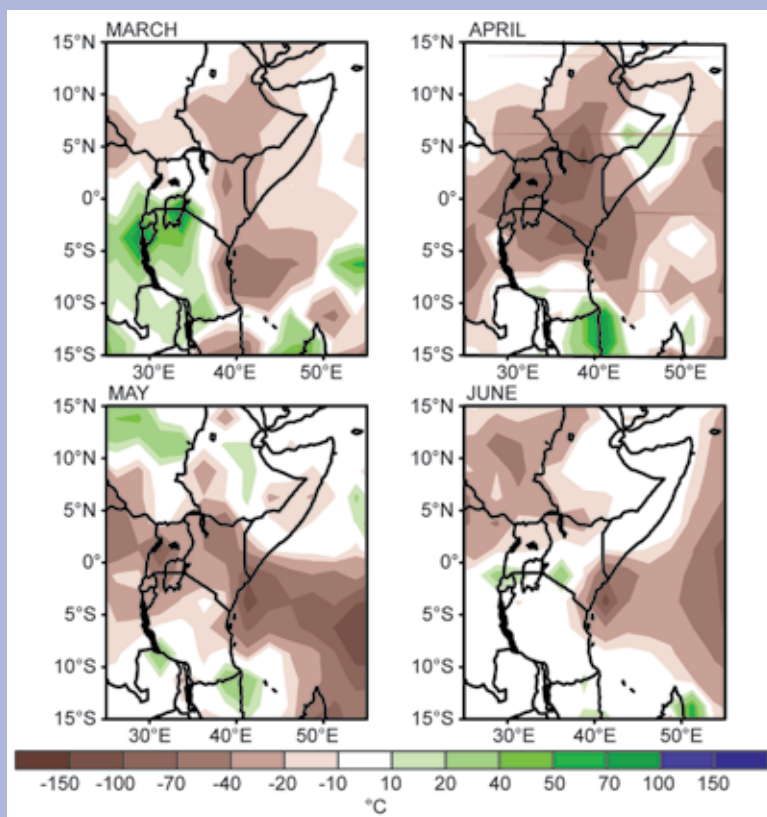 MARCH
APRIL
15°N 15°N
10°N 10°N
5°N 5°N
0° 0°
5°S 5°S
10°S 10°S
15°S 15°S
30°E 40°E 50°E 30°E 40°E 50°E
MAY
JUNE
15°N 15°N
10°N 10°N
5°N 5°N
0° 0°
5°S 5°S
10°S 10°S
15°S 15°S
30°E 40°E 50°E 30°E 40°E 50°E
-150 -100 -70 -40 -20 -10 10 20 40 50 70 100 150
°C